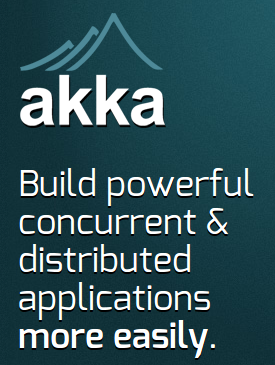 akka
Build powerful
concurrent &
distributed
applications
more easily.